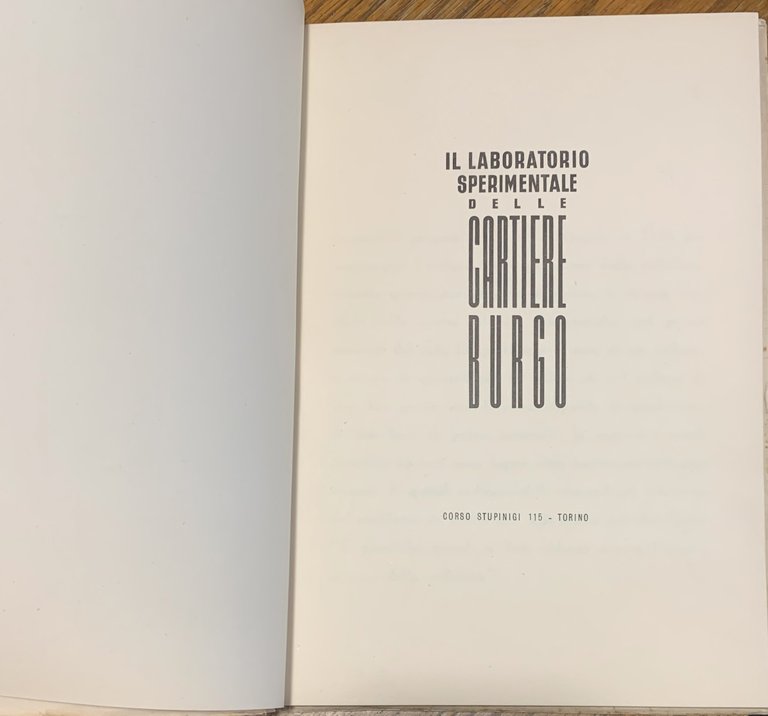 IL LABORATORIO
SPERIMENTALE
DELLE
CARTIERE
BURGO
CORSO STUPINIGI 115 - TORINO